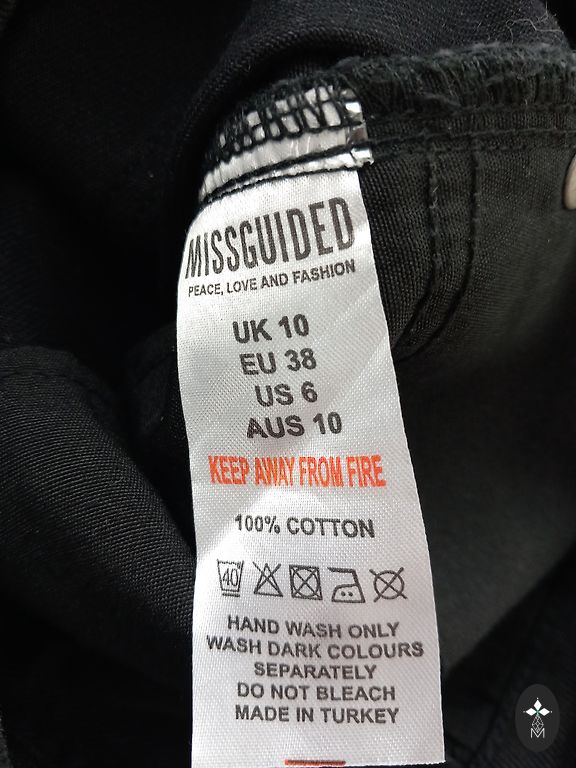 MISSGUIDED
PEACE, LOVE AND FASHION
UK 10
EU 38
US 6
AUS 10
KEEP AWAY FROM FIRE
100% COTTON
40
HAND WASH ONLY
WASH DARK COLOURS
SEPARATELY
DO NOT BLEACH
MADE IN TURKEY
M